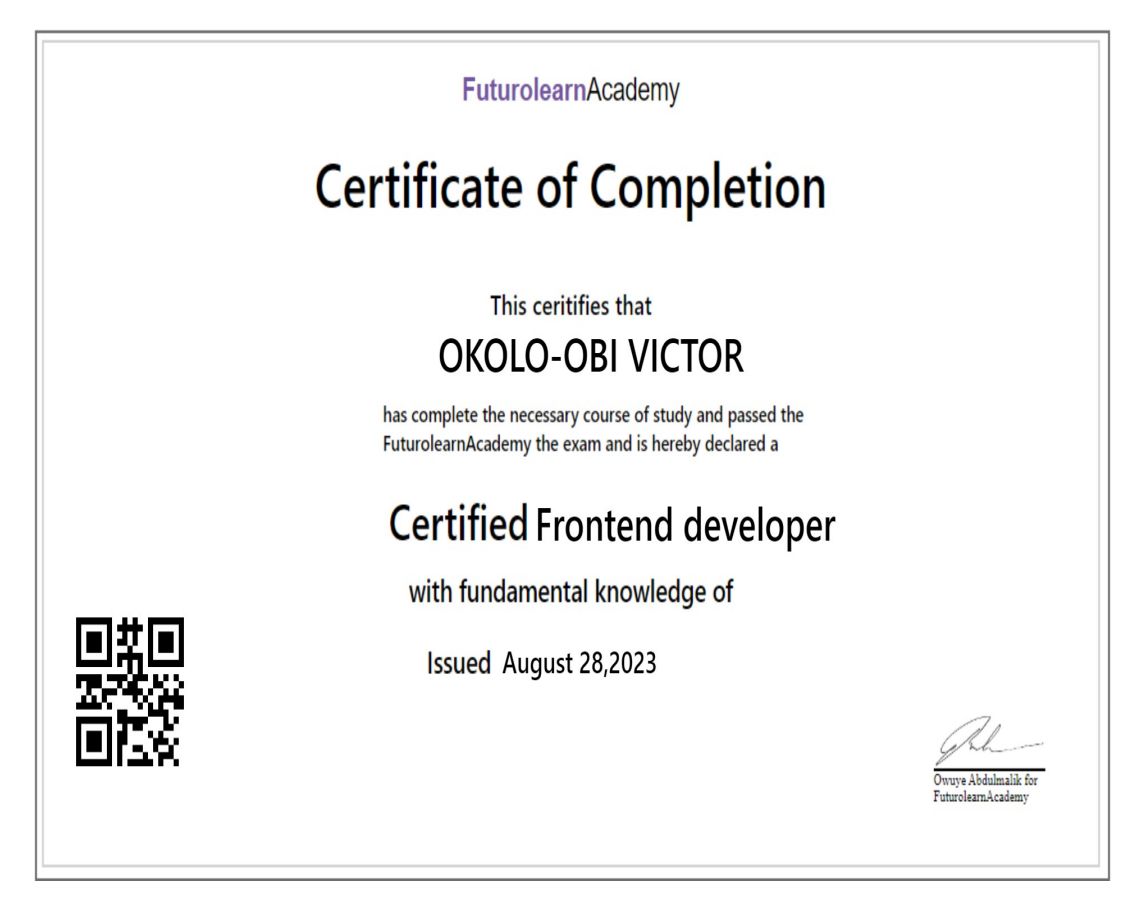 FuturolearnAcademy
Certificate of Completion
This ceritifies that
OKOLO-OBI VICTOR
has complete the necessary course of study and passed the
FuturolearnAcademy the exam and is hereby declared a
Certified Frontend developer
with fundamental knowledge of
Issued August 28,2023
Owuye Abdulmalik for
FuturolearnAcademy